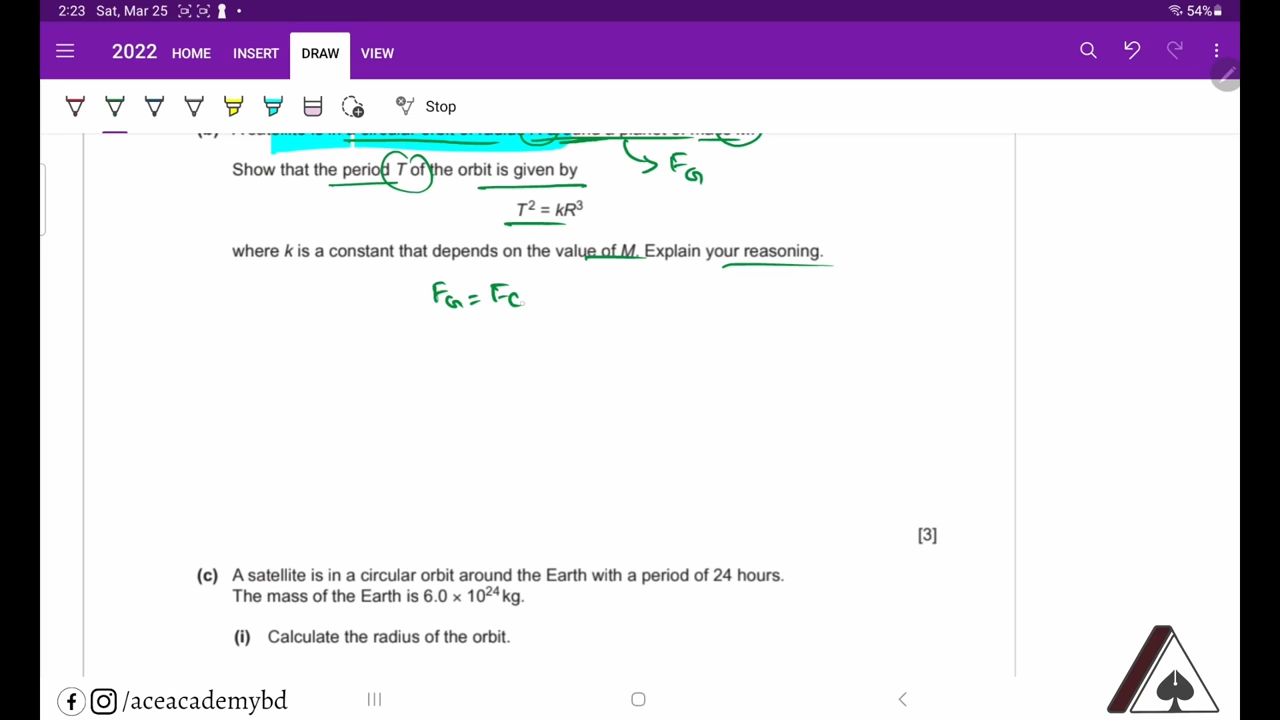 2:23 Sat, Mar 25 54%
2022 HOME INSERT DRAW VIEW
Stop
Show that the period T of the orbit is given by
F_G
T² = kR³
where k is a constant that depends on the value of M. Explain your reasoning.
F_G = F_C
[3]
(c) A satellite is in a circular orbit around the Earth with a period of 24 hours.
The mass of the Earth is 6.0 × 10²⁴ kg.
(i) Calculate the radius of the orbit.
/aceacademybd